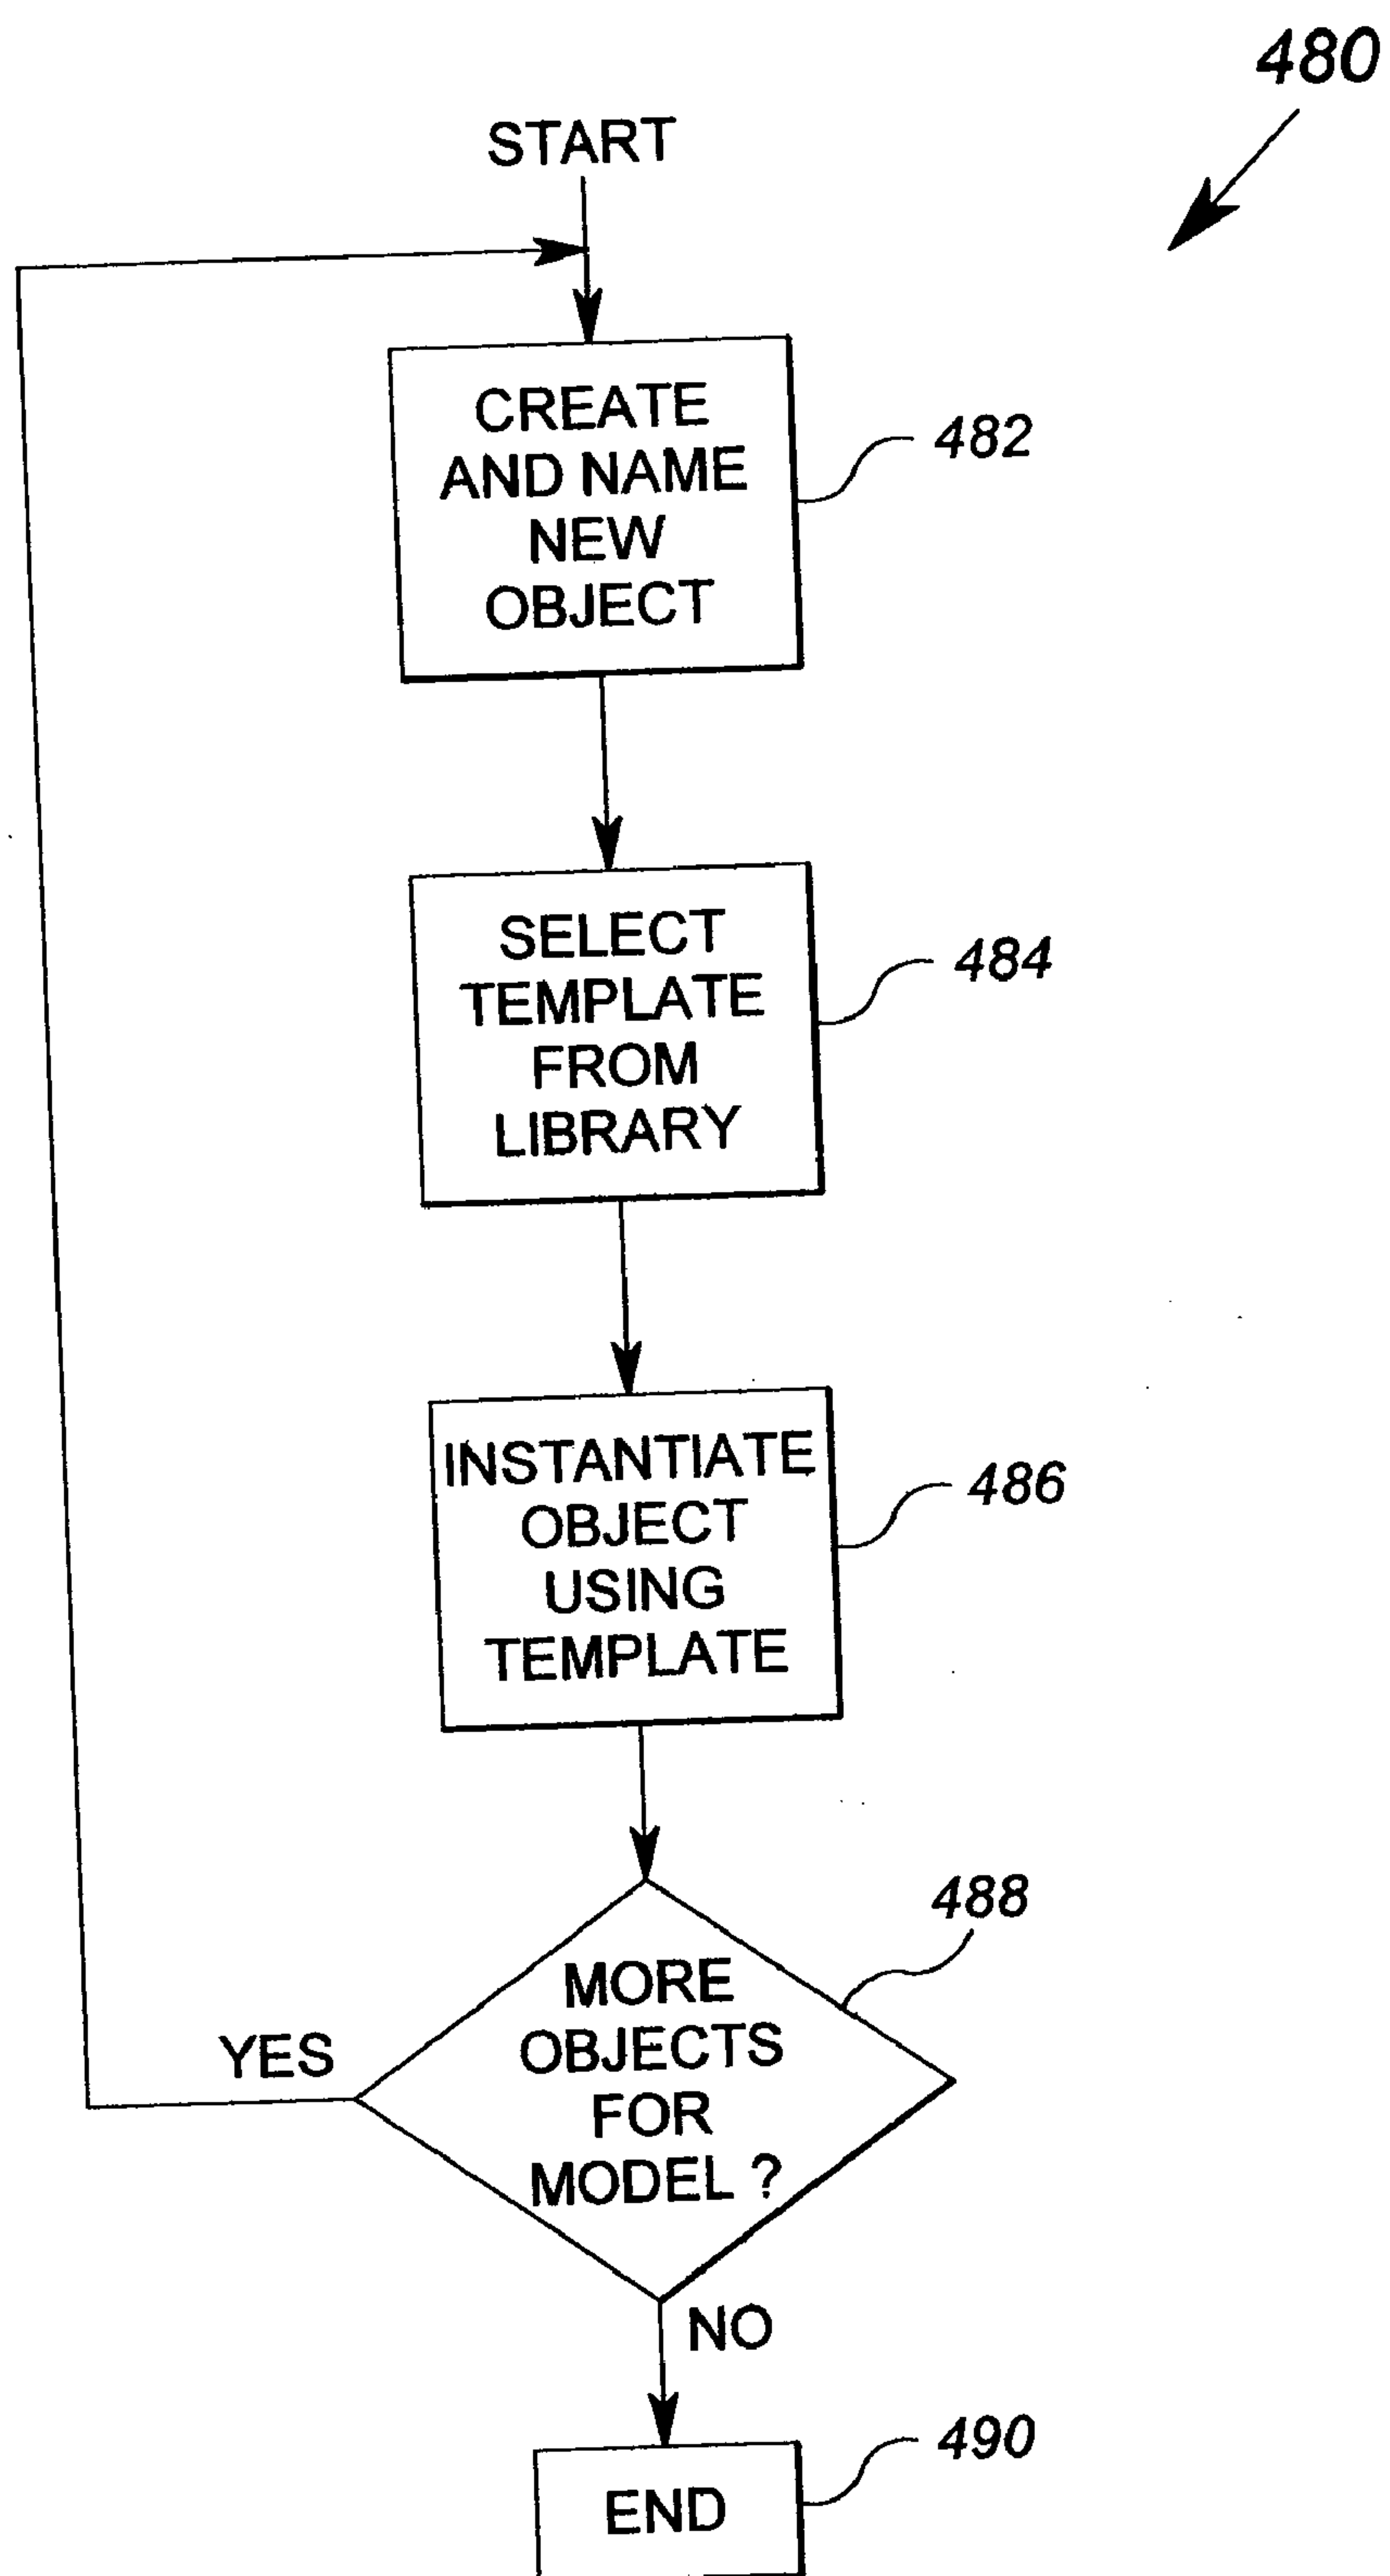 480
START
CREATE
AND NAME
NEW
OBJECT
482
SELECT
TEMPLATE
FROM
LIBRARY
484
INSTANTIATE
OBJECT
USING
TEMPLATE
486
488
MORE
OBJECTS
FOR
MODEL ?
YES
NO
490
END